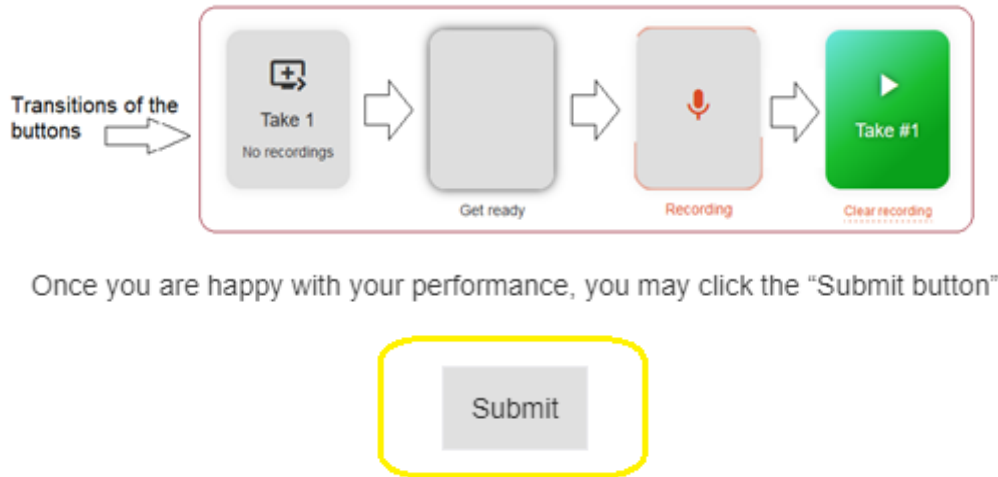 Transitions of the
buttons
Take 1
No recordings
Get ready
Recording
Take #1
Clear recording
Once you are happy with your performance, you may click the “Submit button”
Submit